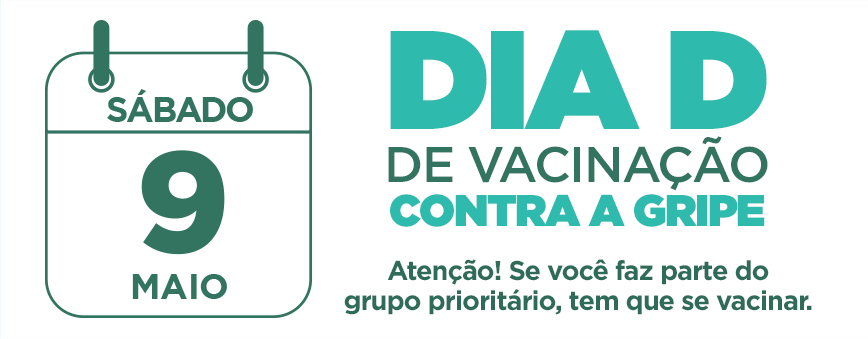 SÁBADO
9
MAIO
DIA D
DE VACINAÇÃO
CONTRA A GRIPE
Atenção! Se você faz parte do
grupo prioritário, tem que se vacinar.